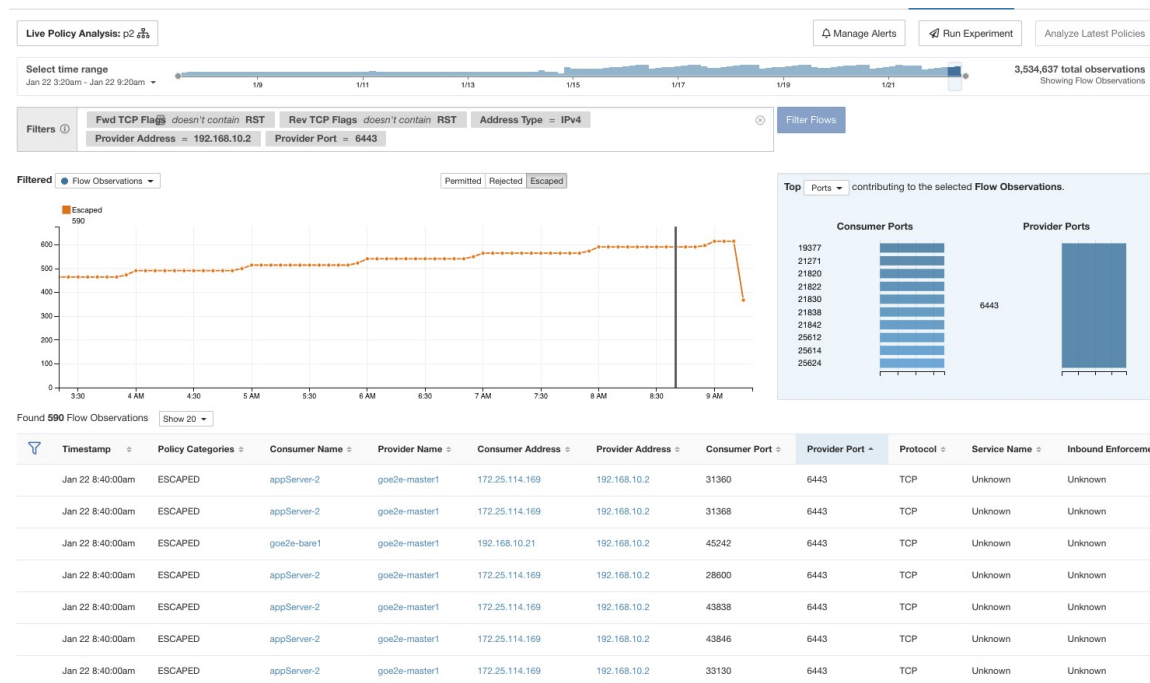 Live Policy Analysis: p2
Manage Alerts
Run Experiment
Analyze Latest Policies
Select time range
Jan 22 3:20am - Jan 22 9:20am
1/9 1/11 1/13 1/15 1/17 1/19 1/21
3,534,637 total observations
Showing Flow Observations
Filters
Fwd TCP Flags doesn't contain RST
Rev TCP Flags doesn't contain RST
Address Type = IPv4
Provider Address = 192.168.10.2
Provider Port = 6443
Filter Flows
Filtered Flow Observations
Permitted Rejected Escaped
Escaped
590
600
500
400
300
200
100
0
3:30 4 AM 4:30 5 AM 5:30 6 AM 6:30 7 AM 7:30 8 AM 8:30 9 AM
Top Ports contributing to the selected Flow Observations.
Consumer Ports
19377
21271
21820
21822
21830
21838
21842
25612
25614
25624
Provider Ports
6443
Found 590 Flow Observations Show 20
Timestamp Policy Categories Consumer Name Provider Name Consumer Address Provider Address Consumer Port Provider Port Protocol Service Name Inbound Enforceme
Jan 22 8:40:00am ESCAPED appServer-2 goe2e-master1 172.25.114.169 192.168.10.2 31360 6443 TCP Unknown Unknown
Jan 22 8:40:00am ESCAPED appServer-2 goe2e-master1 172.25.114.169 192.168.10.2 31368 6443 TCP Unknown Unknown
Jan 22 8:40:00am ESCAPED goe2e-bare1 goe2e-master1 192.168.10.21 192.168.10.2 45242 6443 TCP Unknown Unknown
Jan 22 8:40:00am ESCAPED appServer-2 goe2e-master1 172.25.114.169 192.168.10.2 28600 6443 TCP Unknown Unknown
Jan 22 8:40:00am ESCAPED appServer-2 goe2e-master1 172.25.114.169 192.168.10.2 43838 6443 TCP Unknown Unknown
Jan 22 8:40:00am ESCAPED appServer-2 goe2e-master1 172.25.114.169 192.168.10.2 43846 6443 TCP Unknown Unknown
Jan 22 8:40:00am ESCAPED appServer-2 goe2e-master1 172.25.114.169 192.168.10.2 33130 6443 TCP Unknown Unknown